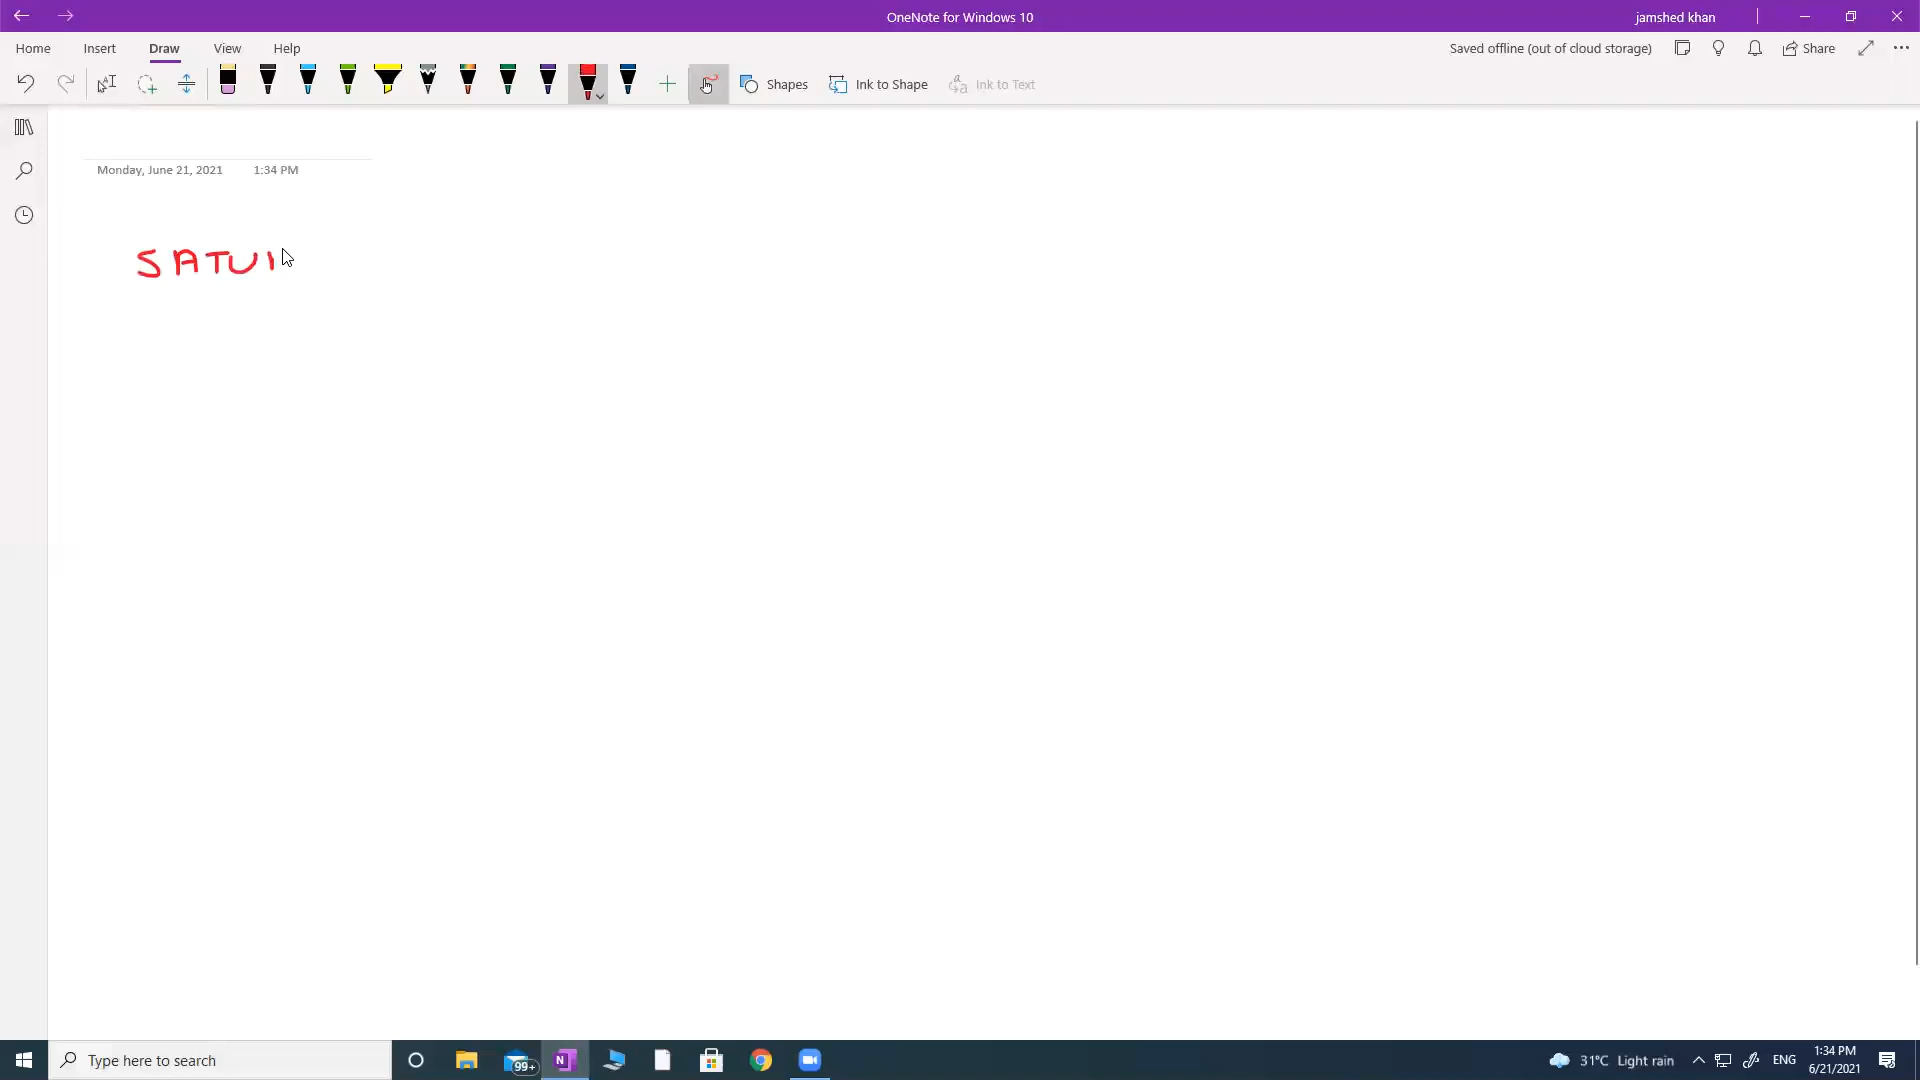 OneNote for Windows 10
jamshed khan
Home Insert Draw View Help
Saved offline (out of cloud storage)
Share
Shapes
Ink to Shape
Ink to Text
Monday, June 21, 2021 1:34 PM
SATUI
Type here to search
99+
N
31°C Light rain
ENG
1:34 PM
6/21/2021